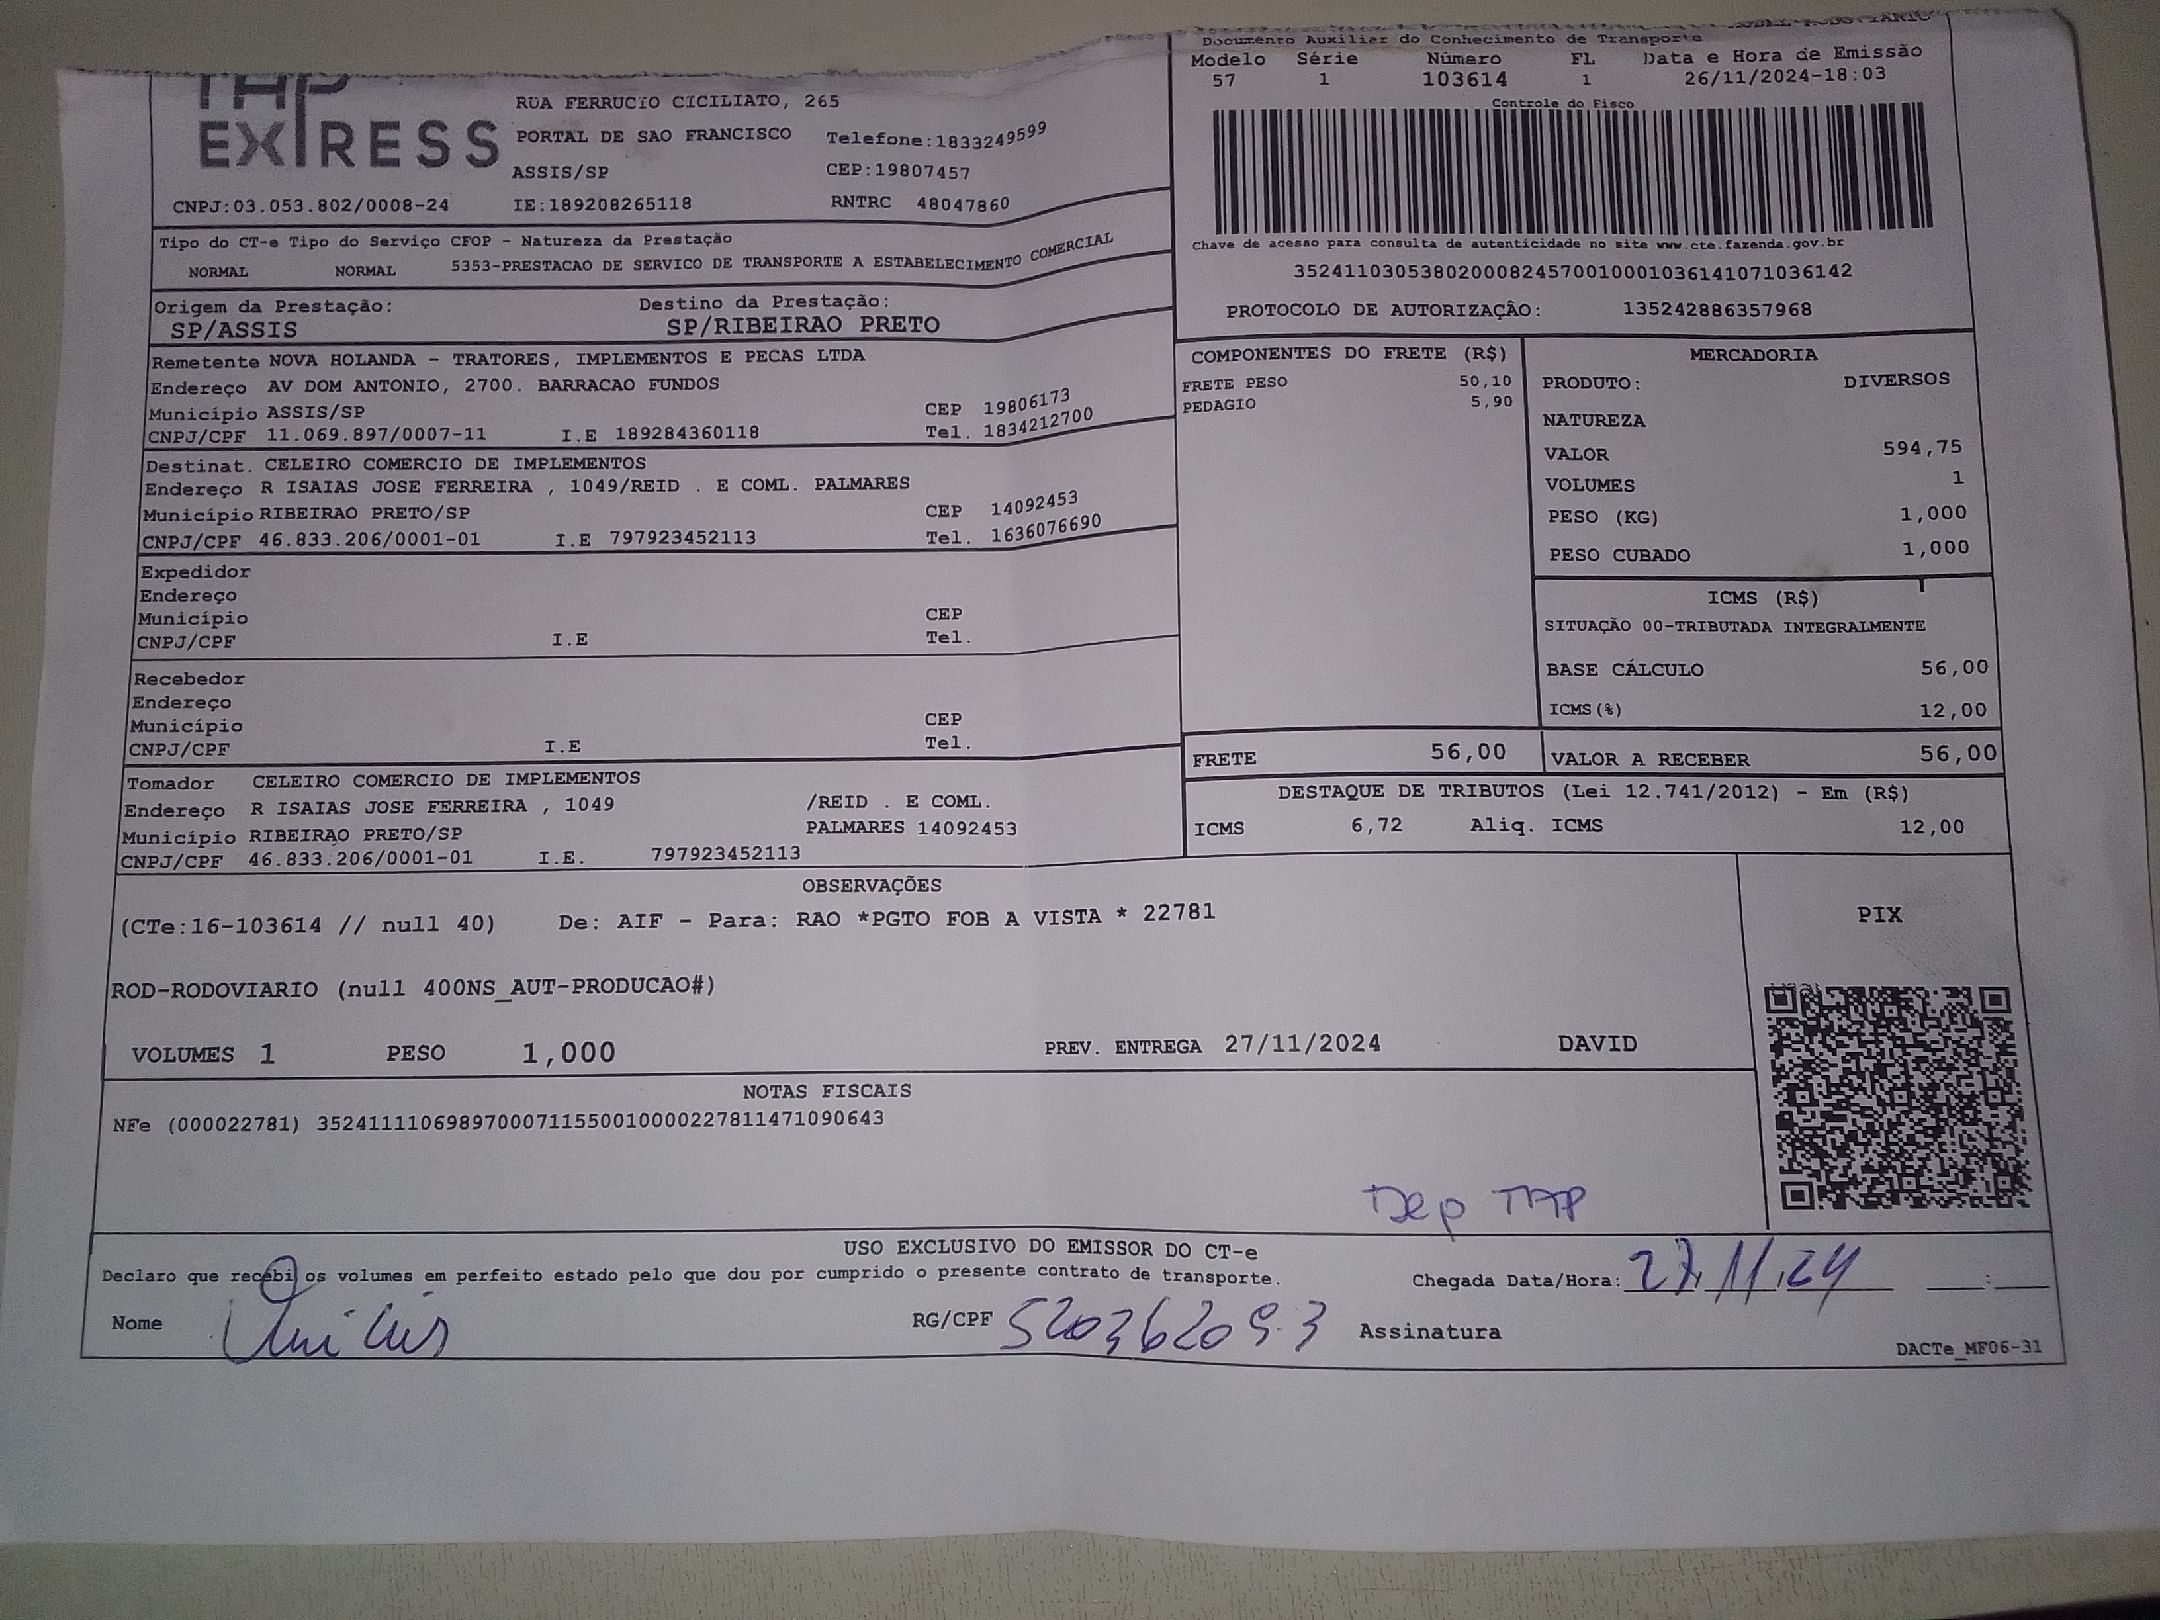 Documento Auxiliar do Conhecimento de Transporte
Modelo Série Número FL Data e Hora de Emissão
57 1 103614 1 26/11/2024-18:03
Controle do Fisco
Chave de acesso para consulta de autenticidade no site www.cte.fazenda.gov.br
35241103053802000824570010001036141071036142
PROTOCOLO DE AUTORIZAÇÃO: 135242886357968
EXPRESS
RUA FERRUCIO CICILIATO, 265
PORTAL DE SAO FRANCISCO Telefone:1833249599
ASSIS/SP CEP:19807457
CNPJ:03.053.802/0008-24 IE:189208265118 RNTRC 48047860
Tipo do CT-e Tipo do Serviço CFOP - Natureza da Prestação
NORMAL NORMAL 5353-PRESTACAO DE SERVICO DE TRANSPORTE A ESTABELECIMENTO COMERCIAL
Origem da Prestação: Destino da Prestação:
SP/ASSIS SP/RIBEIRAO PRETO
Remetente NOVA HOLANDA - TRATORES, IMPLEMENTOS E PECAS LTDA
Endereço AV DOM ANTONIO, 2700. BARRACAO FUNDOS
Município ASSIS/SP CEP 19806173
CNPJ/CPF 11.069.897/0007-11 I.E 189284360118 Tel. 1834212700
Destinat. CELEIRO COMERCIO DE IMPLEMENTOS
Endereço R ISAIAS JOSE FERREIRA , 1049/REID . E COML. PALMARES
Município RIBEIRAO PRETO/SP CEP 14092453
CNPJ/CPF 46.833.206/0001-01 I.E 797923452113 Tel. 1636076690
Expedidor
Endereço
Município CEP
CNPJ/CPF I.E Tel.
Recebedor
Endereço
Município CEP
CNPJ/CPF I.E Tel.
Tomador CELEIRO COMERCIO DE IMPLEMENTOS
Endereço R ISAIAS JOSE FERREIRA , 1049 /REID . E COML.
Município RIBEIRAO PRETO/SP PALMARES 14092453
CNPJ/CPF 46.833.206/0001-01 I.E. 797923452113
COMPONENTES DO FRETE (R$)
FRETE PESO 50,10
PEDAGIO 5,90
MERCADORIA
PRODUTO: DIVERSOS
NATUREZA
VALOR 594,75
VOLUMES 1
PESO (KG) 1,000
PESO CUBADO 1,000
ICMS (R$)
SITUAÇÃO 00-TRIBUTADA INTEGRALMENTE
BASE CÁLCULO 56,00
ICMS(%) 12,00
FRETE 56,00 VALOR A RECEBER 56,00
DESTAQUE DE TRIBUTOS (Lei 12.741/2012) - Em (R$)
ICMS 6,72 Aliq. ICMS 12,00
OBSERVAÇÕES
(CTe:16-103614 // null 40) De: AIF - Para: RAO *PGTO FOB A VISTA * 22781
ROD-RODOVIARIO (null 400NS_AUT-PRODUCAO#)
VOLUMES 1 PESO 1,000 PREV. ENTREGA 27/11/2024 DAVID
PIX
NOTAS FISCAIS
NFe (000022781) 35241111069897000711550010000227811471090643
Dep TAP
USO EXCLUSIVO DO EMISSOR DO CT-e
Declaro que recebi os volumes em perfeito estado pelo que dou por cumprido o presente contrato de transporte. Chegada Data/Hora: 27/11/24 :
Nome RG/CPF 52036209-3 Assinatura
DACTe_MF06-31